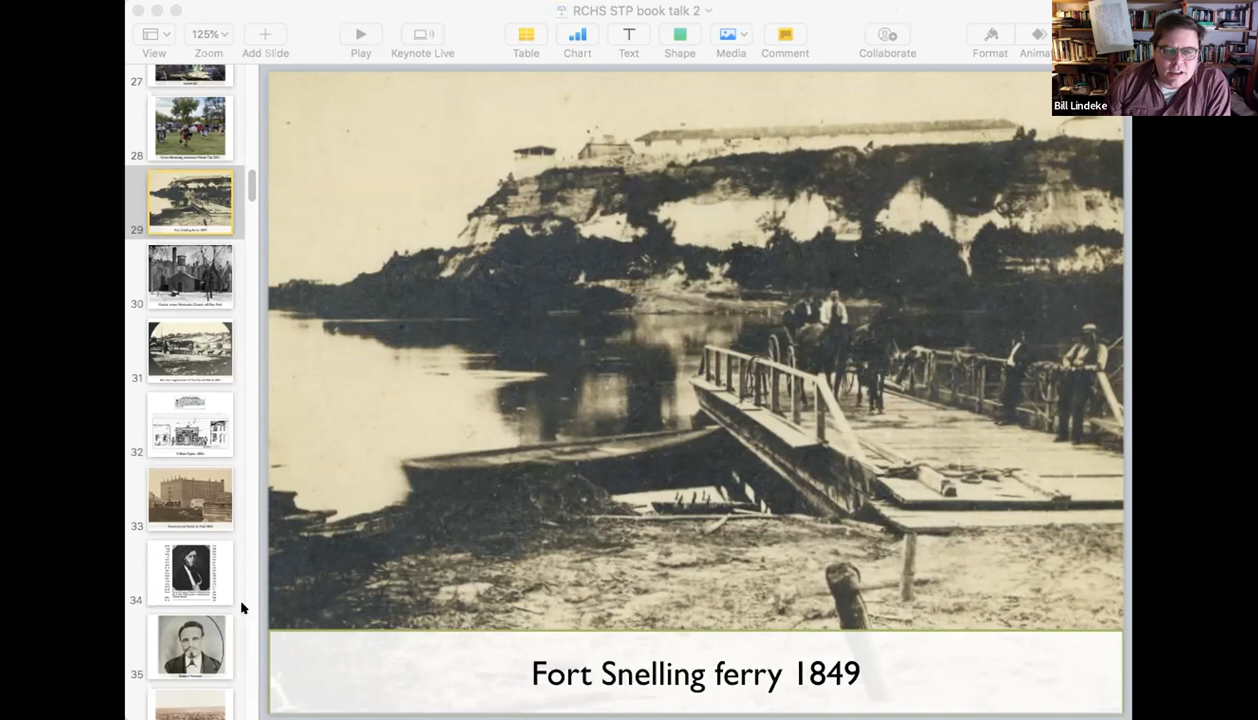 RCHS STP book talk 2
125%
View
Zoom
Add Slide
Play
Keynote Live
Table
Chart
Text
Shape
Media
Comment
Collaborate
Format
Bill Lindeke
27
28
29
30
31
32
33
34
35
Fort Snelling ferry 1849